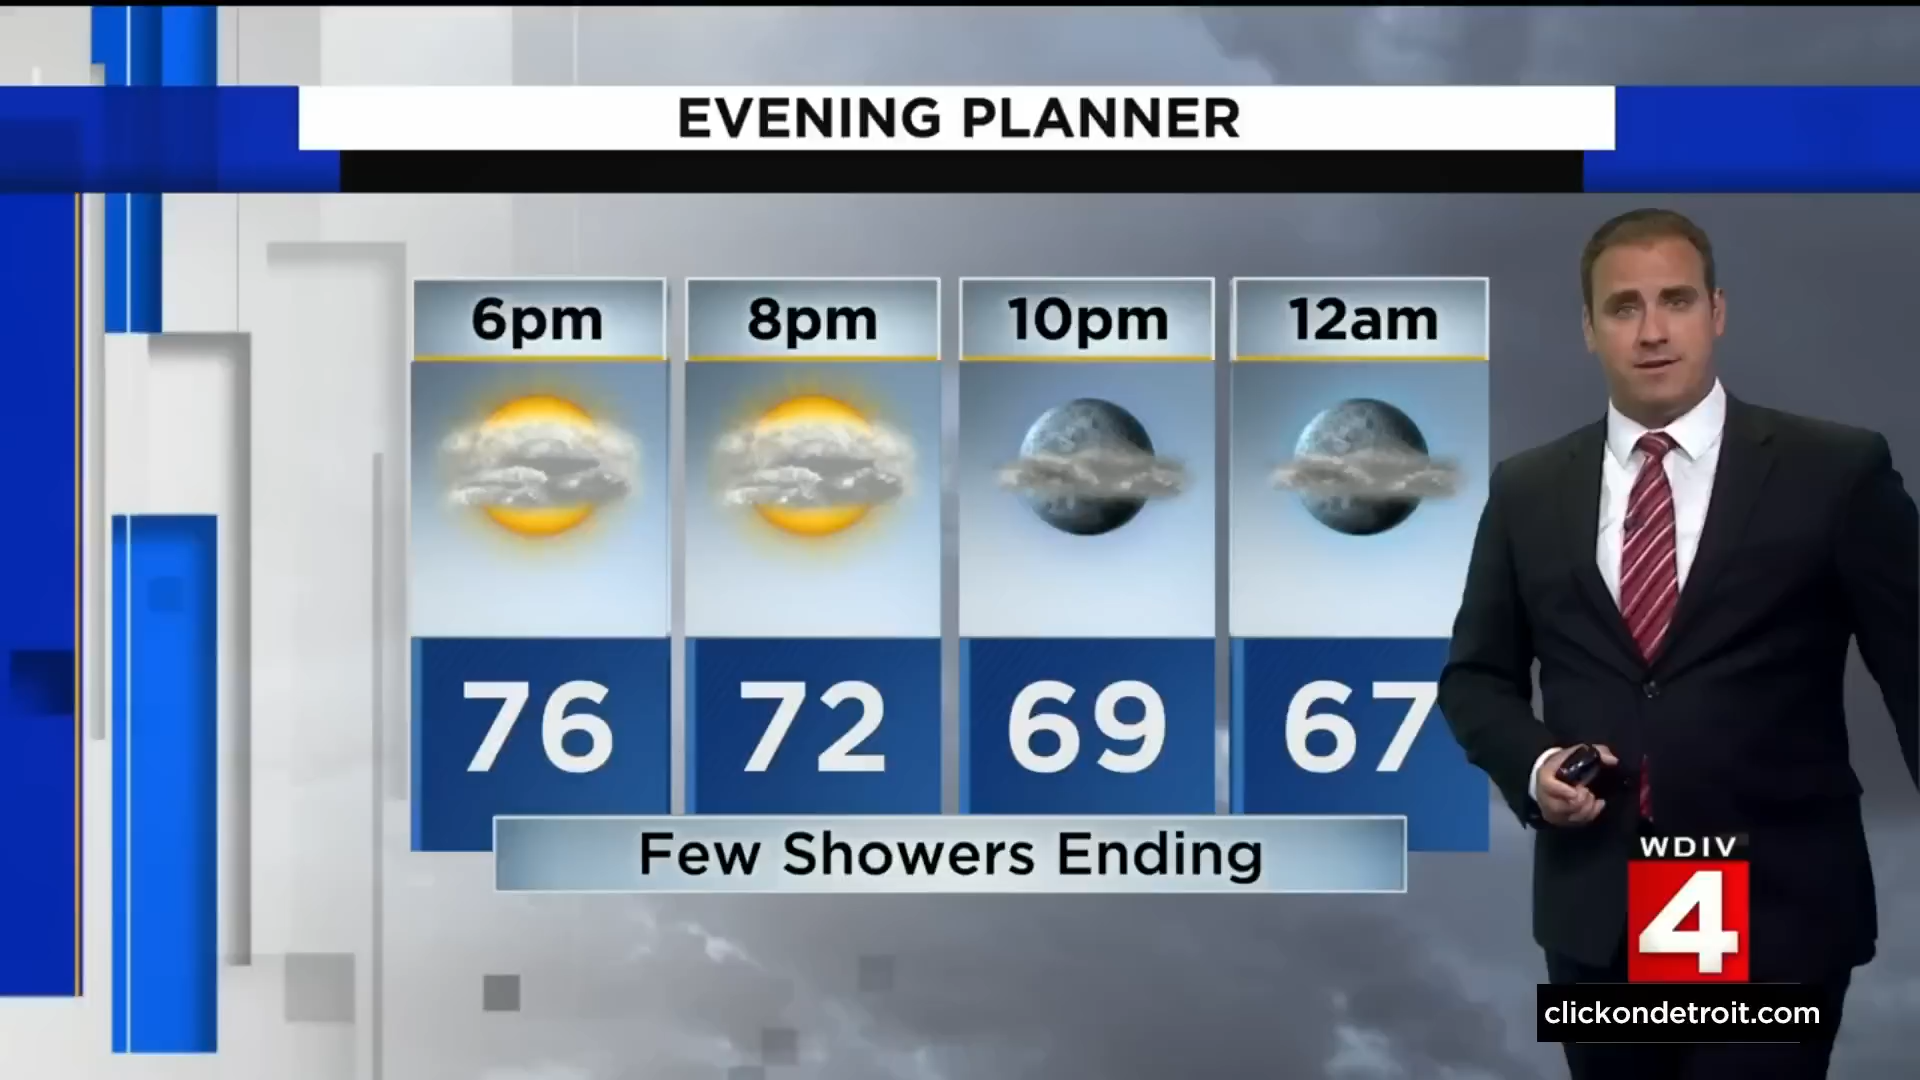 EVENING PLANNER
6pm
8pm
10pm
12am
76
72
69
67
Few Showers Ending
WDIV
4
clickondetroit.com